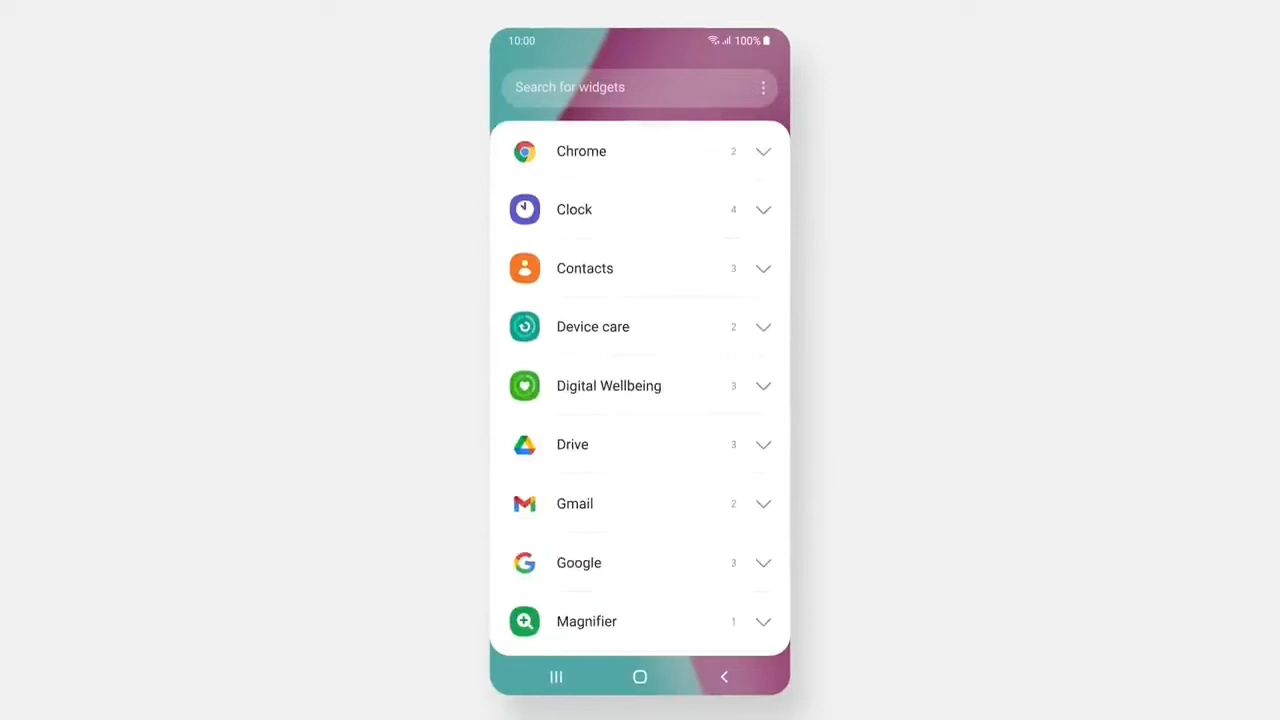 10:00 100%
Search for widgets
Chrome 2
Clock 4
Contacts 3
Device care 2
Digital Wellbeing 3
Drive 3
Gmail 2
Google 3
Magnifier 1